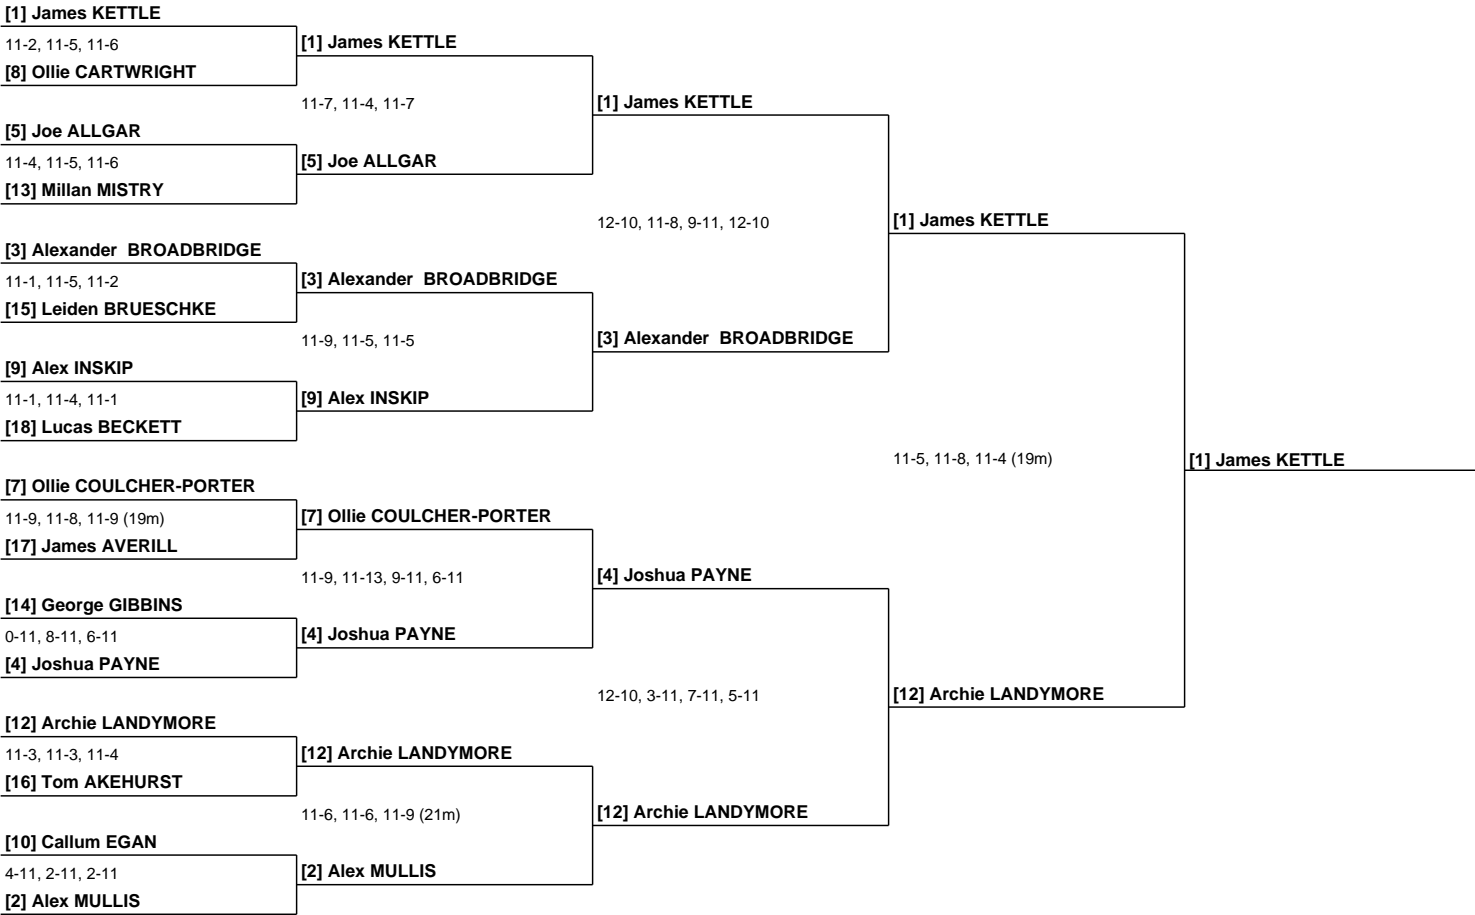 [1] James KETTLE
11-2, 11-5, 11-6
[8] Ollie CARTWRIGHT
[5] Joe ALLGAR
11-4, 11-5, 11-6
[13] Millan MISTRY
[3] Alexander  BROADBRIDGE
11-1, 11-5, 11-2
[15] Leiden BRUESCHKE
[9] Alex INSKIP
11-1, 11-4, 11-1
[18] Lucas BECKETT
[7] Ollie COULCHER-PORTER
11-9, 11-8, 11-9 (19m)
[17] James AVERILL
[14] George GIBBINS
0-11, 8-11, 6-11
[4] Joshua PAYNE
[12] Archie LANDYMORE
11-3, 11-3, 11-4
[16] Tom AKEHURST
[10] Callum EGAN
4-11, 2-11, 2-11
[2] Alex MULLIS
[1] James KETTLE
11-7, 11-4, 11-7
[5] Joe ALLGAR
[3] Alexander  BROADBRIDGE
11-9, 11-5, 11-5
[9] Alex INSKIP
[7] Ollie COULCHER-PORTER
11-9, 11-13, 9-11, 6-11
[4] Joshua PAYNE
[12] Archie LANDYMORE
11-6, 11-6, 11-9 (21m)
[2] Alex MULLIS
[1] James KETTLE
12-10, 11-8, 9-11, 12-10
[3] Alexander  BROADBRIDGE
[4] Joshua PAYNE
12-10, 3-11, 7-11, 5-11
[12] Archie LANDYMORE
[1] James KETTLE
11-5, 11-8, 11-4 (19m)
[12] Archie LANDYMORE
[1] James KETTLE